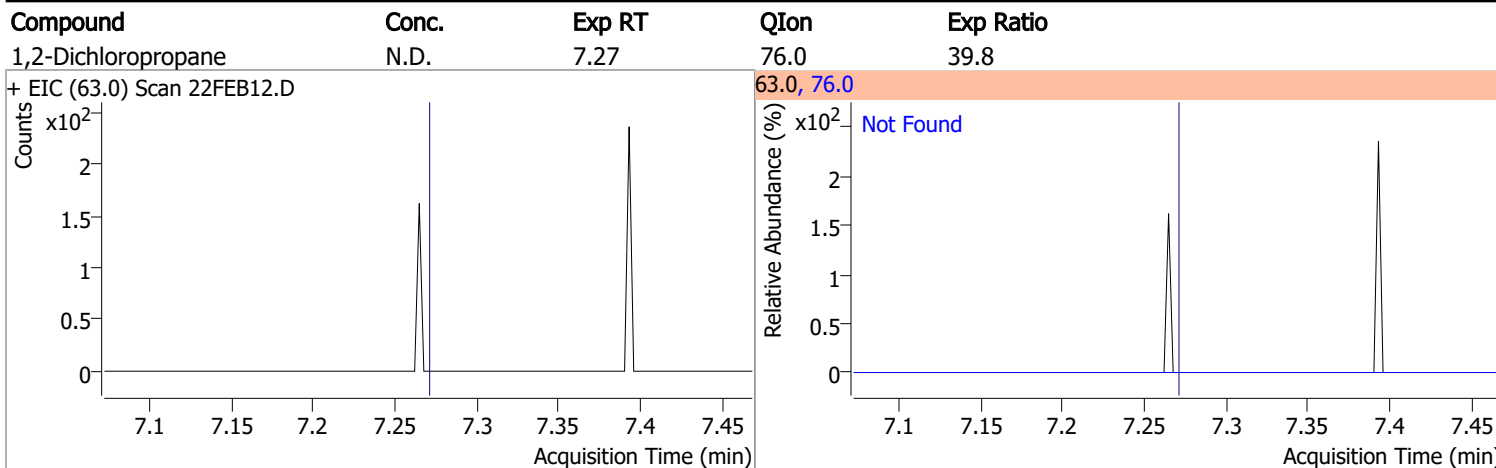 Compound Conc. Exp RT QIon Exp Ratio
1,2-Dichloropropane N.D. 7.27 76.0 39.8
+ EIC (63.0) Scan 22FEB12.D
Counts
x10²
2
1.5
1
0.5
0
7.1 7.15 7.2 7.25 7.3 7.35 7.4 7.45
Acquisition Time (min)
63.0, 76.0
Relative Abundance (%)
x10²
Not Found
2
1.5
1
0.5
0
7.1 7.15 7.2 7.25 7.3 7.35 7.4 7.45
Acquisition Time (min)